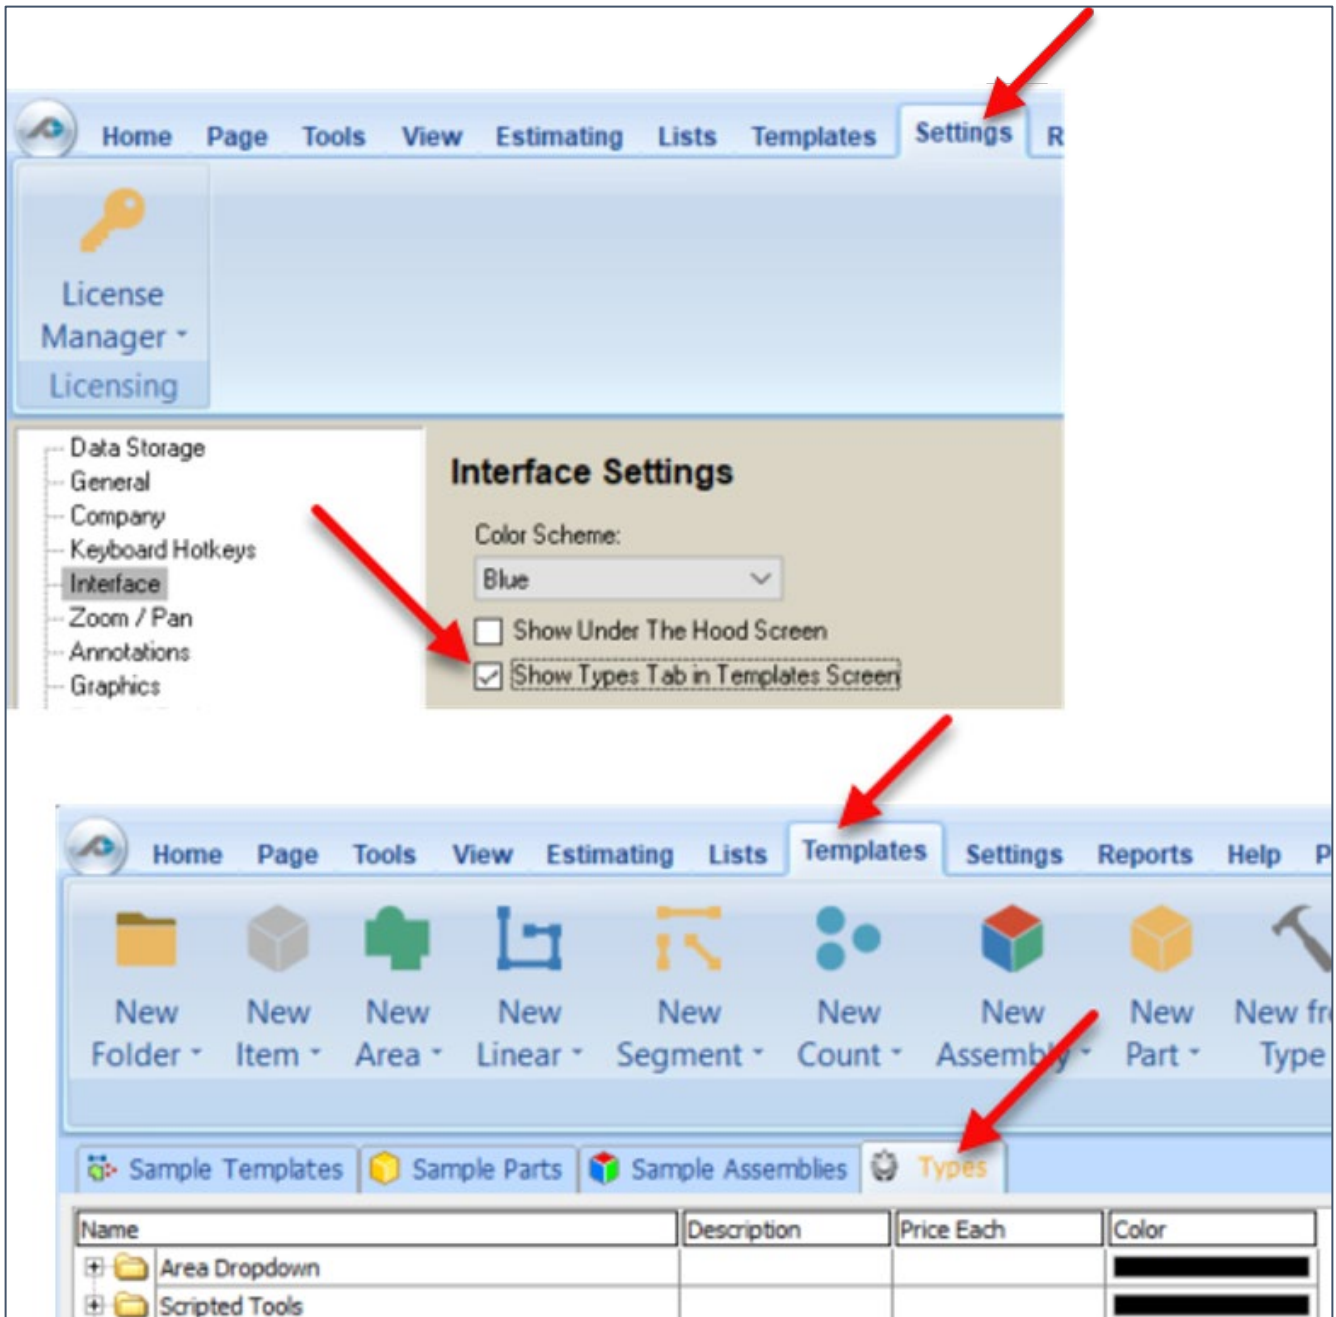 Home Page Tools View Estimating Lists Templates Settings R
License
Manager
Licensing
Data Storage
General
Company
Keyboard Hotkeys
Interface
Zoom / Pan
Annotations
Graphics
Interface Settings
Color Scheme:
Blue
Show Under The Hood Screen
Show Types Tab in Templates Screen
Home Page Tools View Estimating Lists Templates Settings Reports Help P
New Folder
New Item
New Area
New Linear
New Segment
New Count
New Assembly
New Part
New fr
Type
Sample Templates Sample Parts Sample Assemblies Types
Name Description Price Each Color
Area Dropdown
Scripted Tools